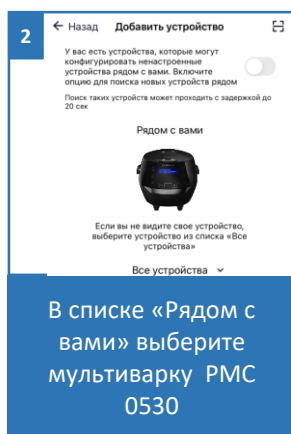 2
← Назад Добавить устройство
У вас есть устройства, которые могут
конфигурировать ненастроенные
устройства рядом с вами. Включите
опцию для поиска новых устройств рядом
Поиск таких устройств может проходить с задержкой до
20 сек
Рядом с вами
Если вы не видите свое устройство,
выберите устройство из списка «Все
устройства»
Все устройства
В списке «Рядом с
вами» выберите
мультиварку РМС
0530